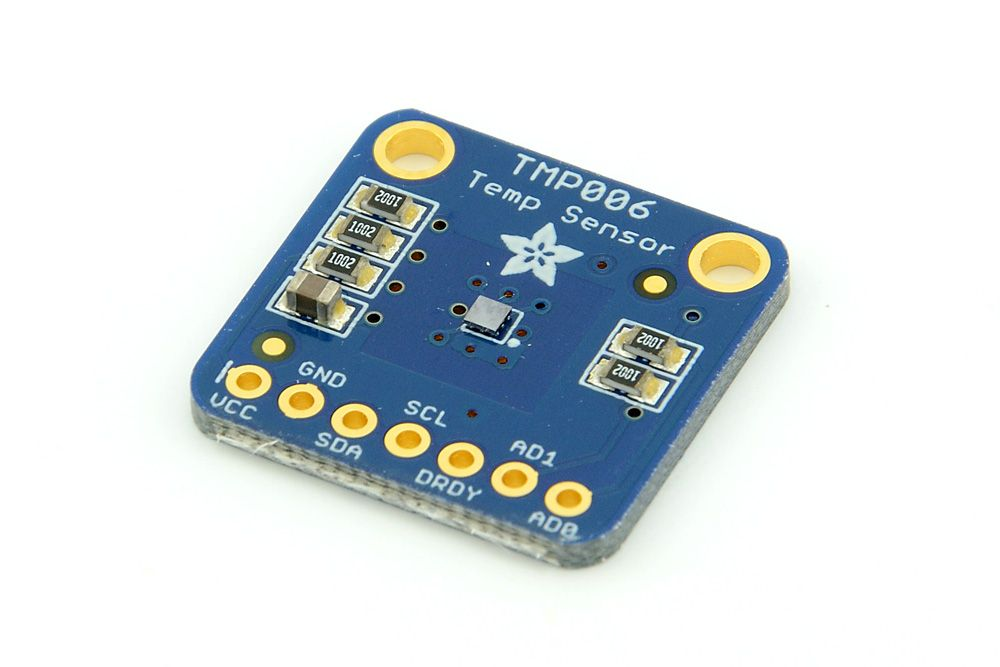 TMP006
Temp Sensor
1002
1002
1002
1002
1002
VCC
GND
SDA
SCL
DRDY
AD1
AD0